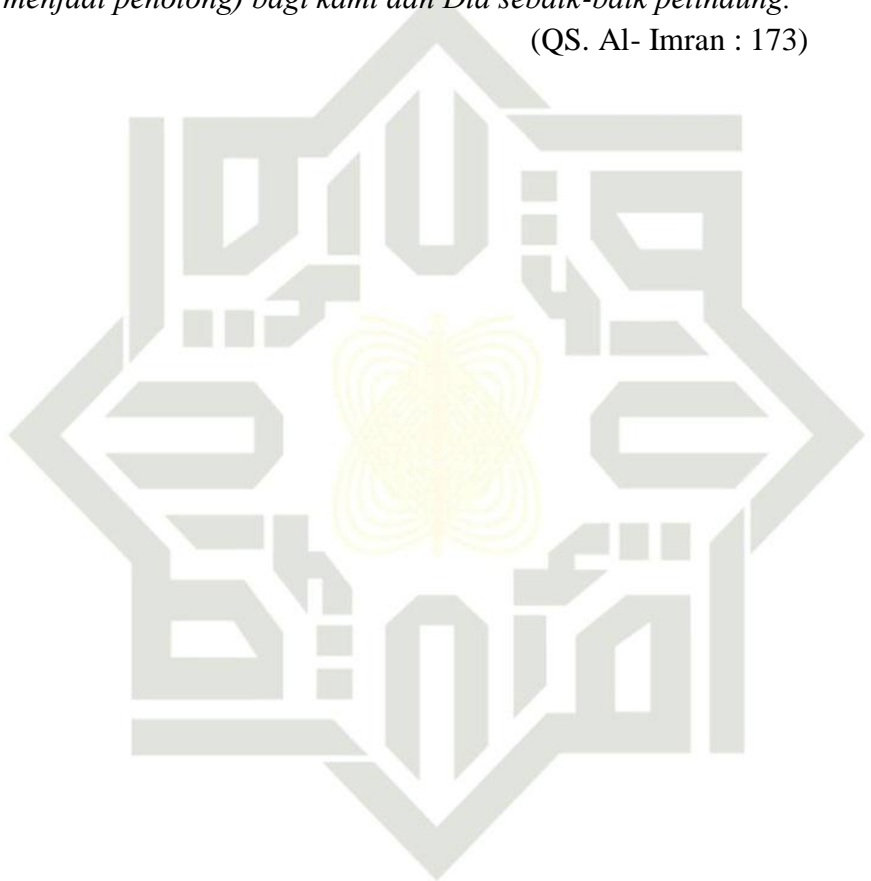 menjadi penolong) bagi kami dan Dia sebaik-baik pelindung.
(QS. Al- Imran : 173)